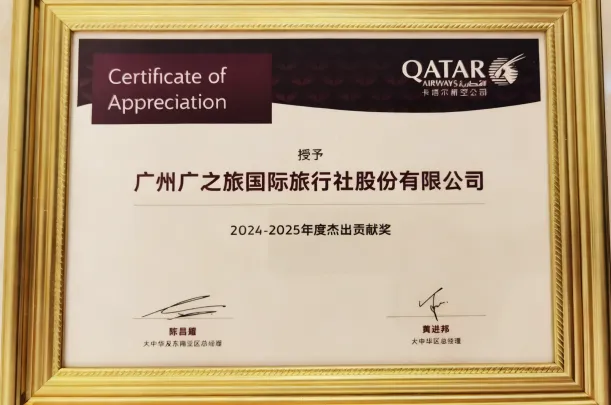 Certificate of
Appreciation
QATAR
AIRWAYS القطرية
卡塔尔航空公司
授予
广州广之旅国际旅行社股份有限公司
2024-2025年度杰出贡献奖
陈昌耀
大中华及东南亚区总经理
黄进邦
大中华区总经理